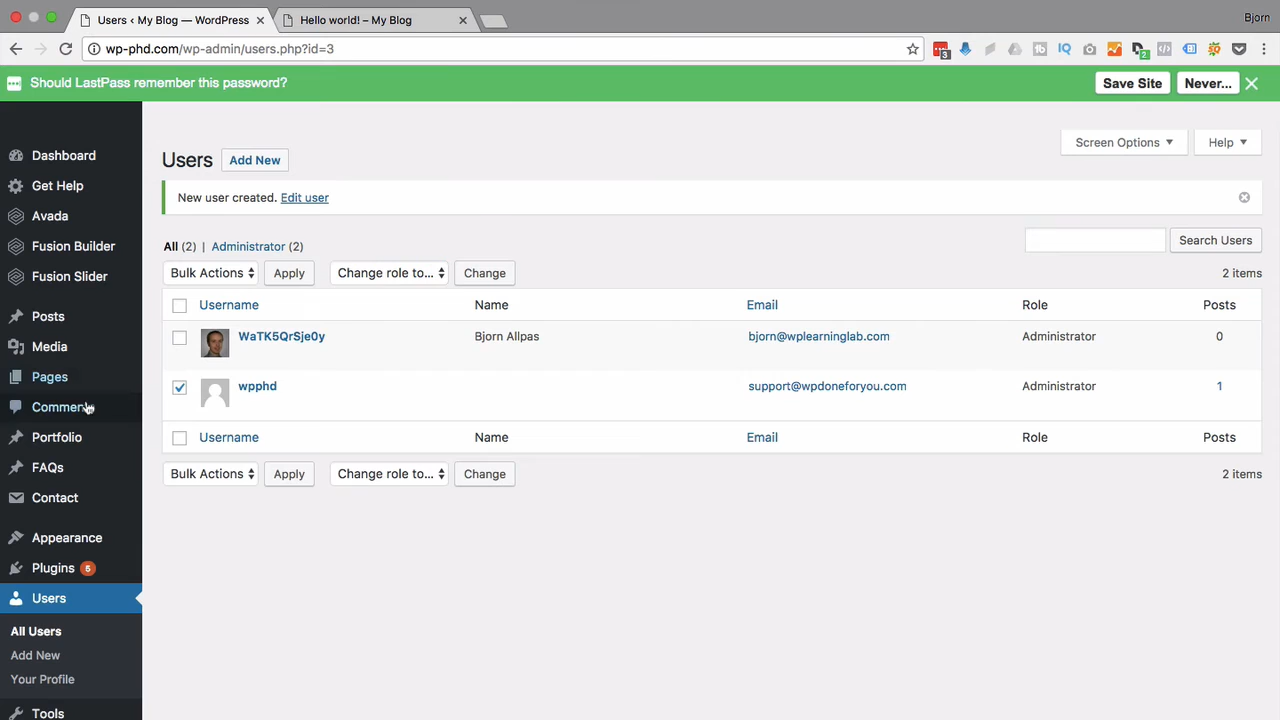 Users ‹ My Blog — WordPress
Hello world! – My Blog
Bjorn
wp-phd.com/wp-admin/users.php?id=3
3
2
Should LastPass remember this password?
Save Site
Never...
Screen Options
Help
Dashboard
Get Help
Avada
Fusion Builder
Fusion Slider
Posts
Media
Pages
Portfolio
FAQs
Contact
Appearance
Plugins 5
Users
All Users
Add New
Your Profile
Tools
Users Add New
New user created. Edit user
All (2) | Administrator (2)
Search Users
Bulk Actions Apply Change role to... Change 2 items
Username Name Email Role Posts
WaTK5QrSje0y Bjorn Allpas bjorn@wplearninglab.com Administrator 0
wpphd support@wpdoneforyou.com Administrator 1
Username Name Email Role Posts
Bulk Actions Apply Change role to... Change 2 items